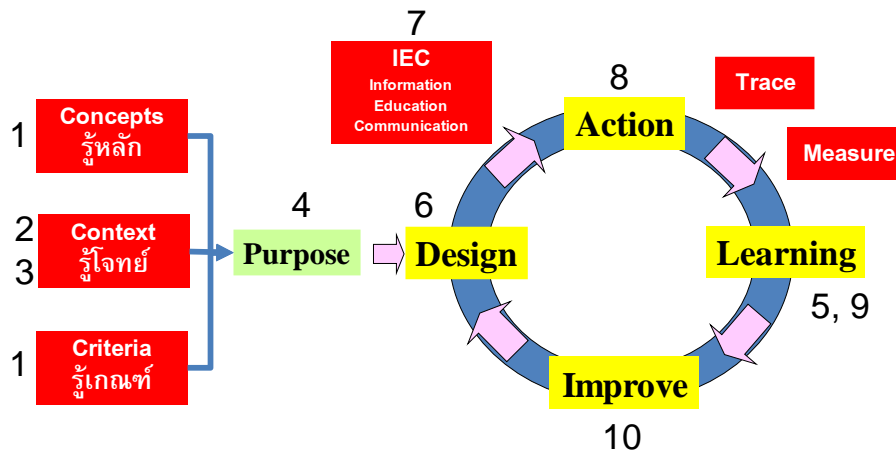 7
IEC
Information
Education
Communication
8
Action
Trace
Measure
1
Concepts
รู้หลัก
2
3
Context
รู้โจทย์
1
Criteria
รู้เกณฑ์
4
Purpose
6
Design
Learning
5, 9
Improve
10